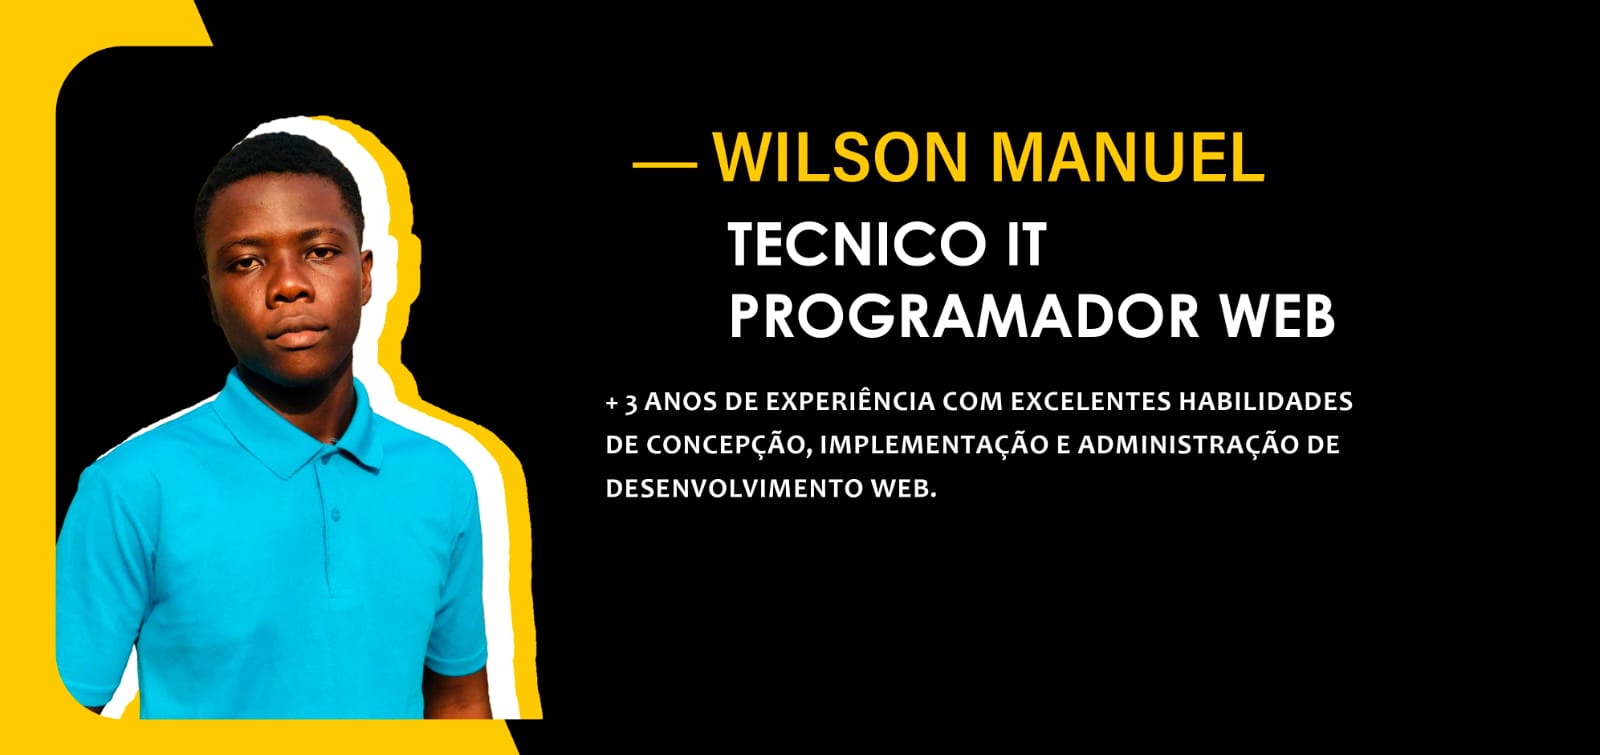 — WILSON MANUEL
TECNICO IT
PROGRAMADOR WEB
+ 3 ANOS DE EXPERIÊNCIA COM EXCELENTES HABILIDADES
DE CONCEPÇÃO, IMPLEMENTAÇÃO E ADMINISTRAÇÃO DE
DESENVOLVIMENTO WEB.